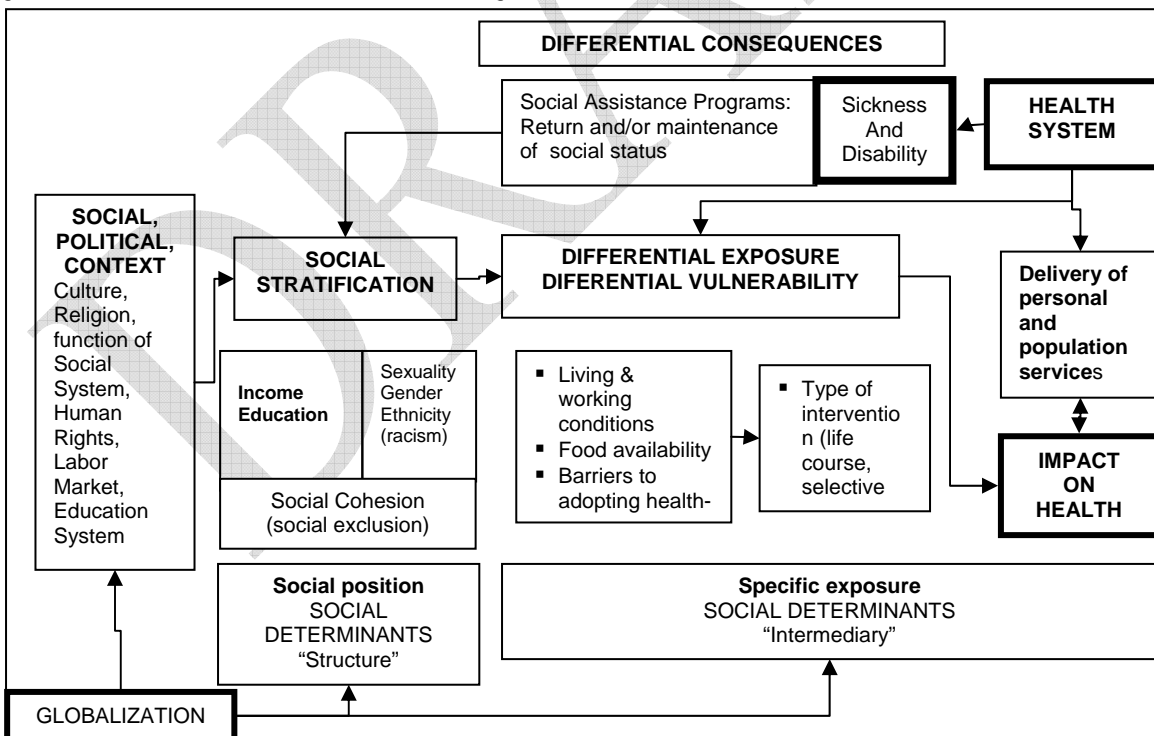 DIFFERENTIAL CONSEQUENCES
Social Assistance Programs:
Return and/or maintenance
of social status
Sickness
And
Disability
HEALTH
SYSTEM
SOCIAL,
POLITICAL,
CONTEXT
Culture,
Religion,
function of
Social
System,
Human
Rights,
Labor
Market,
Education
System
SOCIAL
STRATIFICATION
DIFFERENTIAL EXPOSURE
DIFERENTIAL VULNERABILITY
Delivery of
personal
and
population
services
Income
Education
Sexuality
Gender
Ethnicity
(racism)
Social Cohesion
(social exclusion)
▪ Living &
working
conditions
▪ Food availability
▪ Barriers to
adopting health-
▪ Type of
interventio
n (life
course,
selective
IMPACT
ON
HEALTH
Social position
SOCIAL
DETERMINANTS
“Structure”
Specific exposure
SOCIAL DETERMINANTS
“Intermediary”
GLOBALIZATION